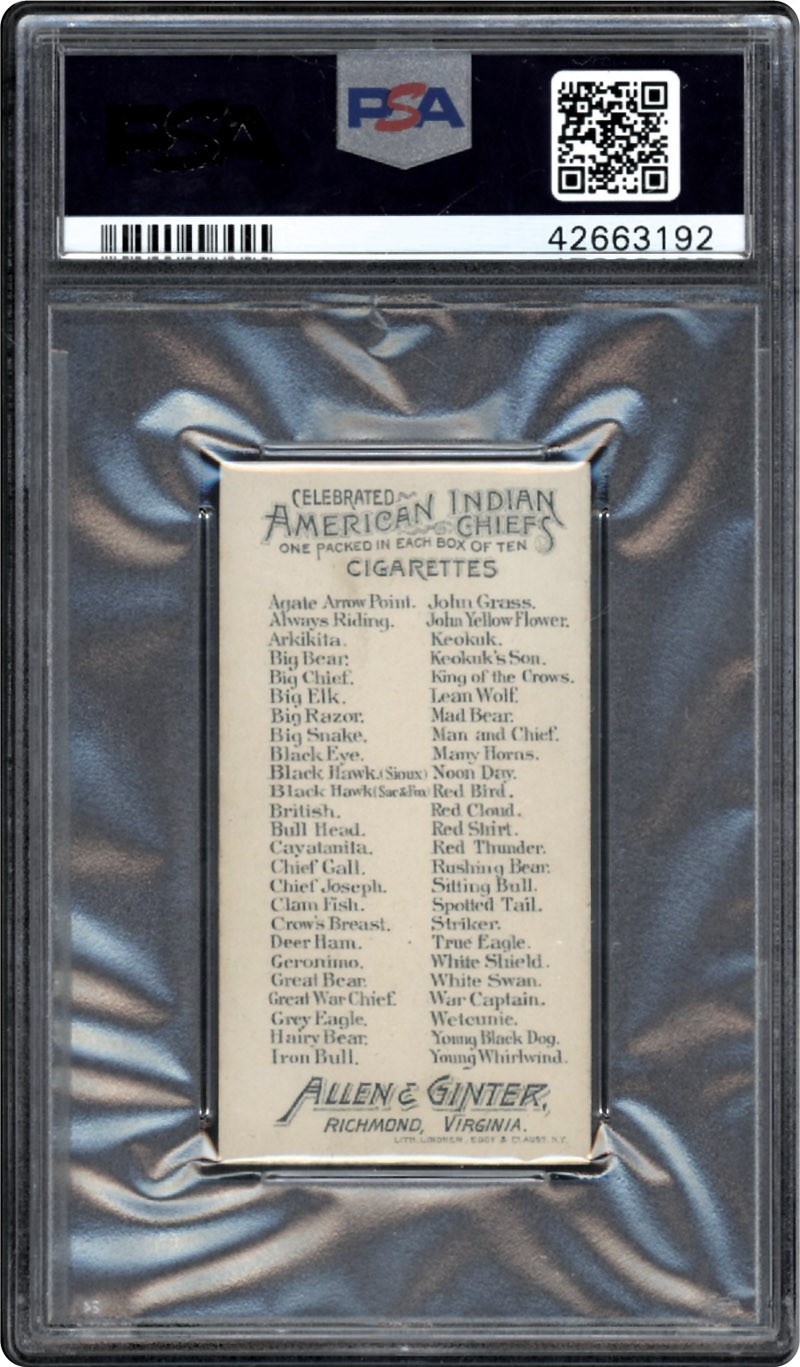 PSA
PSA
42663192
CELEBRATED
AMERICAN INDIAN
CHIEFS
ONE PACKED IN EACH BOX OF TEN
CIGARETTES
Agate Arrow Point. John Grass.
Always Riding. John Yellow Flower.
Arkikita. Keokuk.
Big Bear. Keokuk's Son.
Big Chief. King of the Crows.
Big Elk. Lean Wolf.
Big Razor. Mad Bear.
Big Snake. Man and Chief.
Black Eye. Many Horns.
Black Hawk.(Sioux) Noon Day.
Black Hawk(Sac&Fox) Red Bird.
British. Red Cloud.
Bull Head. Red Shirt.
Cayatanita. Red Thunder.
Chief Gall. Rushing Bear.
Chief Joseph. Sitting Bull.
Clam Fish. Spotted Tail.
Crow's Breast. Striker.
Deer Ham. True Eagle.
Geronimo. White Shield.
Great Bear. White Swan.
Great War Chief. War Captain.
Grey Eagle. Wetcunie.
Hairy Bear. Young Black Dog.
Iron Bull. Young Whirlwind.
ALLEN & GINTER,
RICHMOND, VIRGINIA.
LITH. LINDNER, EDDY & CLAUSS. N.Y.